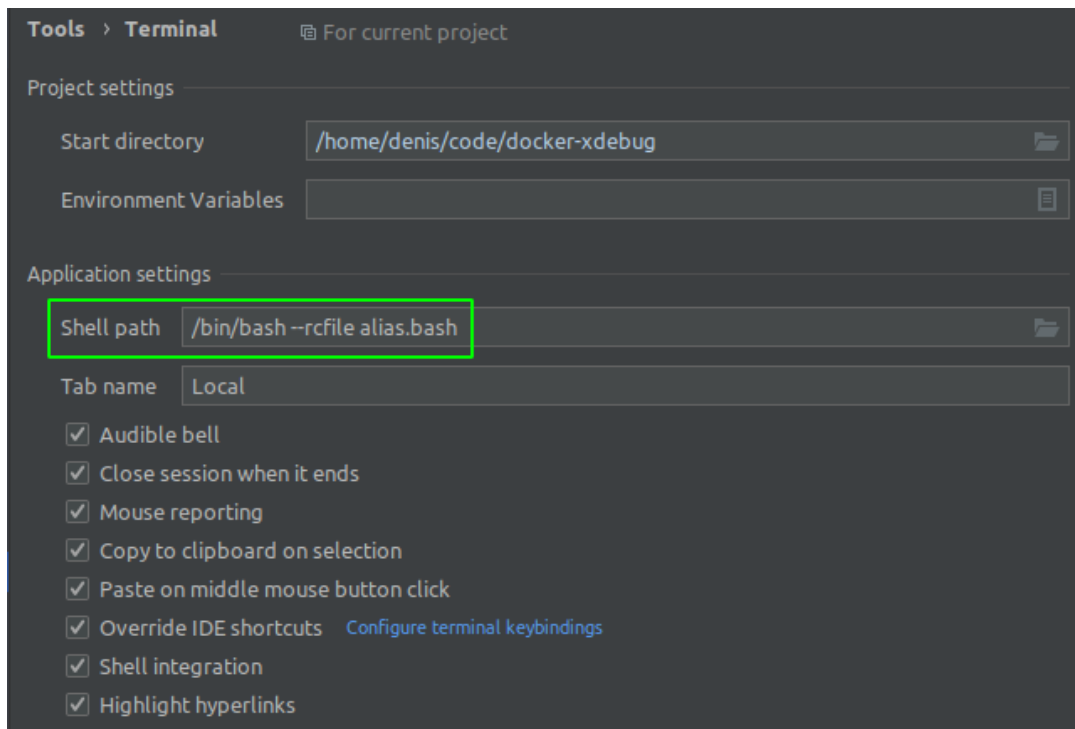 Tools › Terminal For current project
Project settings
Start directory /home/denis/code/docker-xdebug
Environment Variables
Application settings
Shell path /bin/bash --rcfile alias.bash
Tab name Local
Audible bell
Close session when it ends
Mouse reporting
Copy to clipboard on selection
Paste on middle mouse button click
Override IDE shortcuts Configure terminal keybindings
Shell integration
Highlight hyperlinks